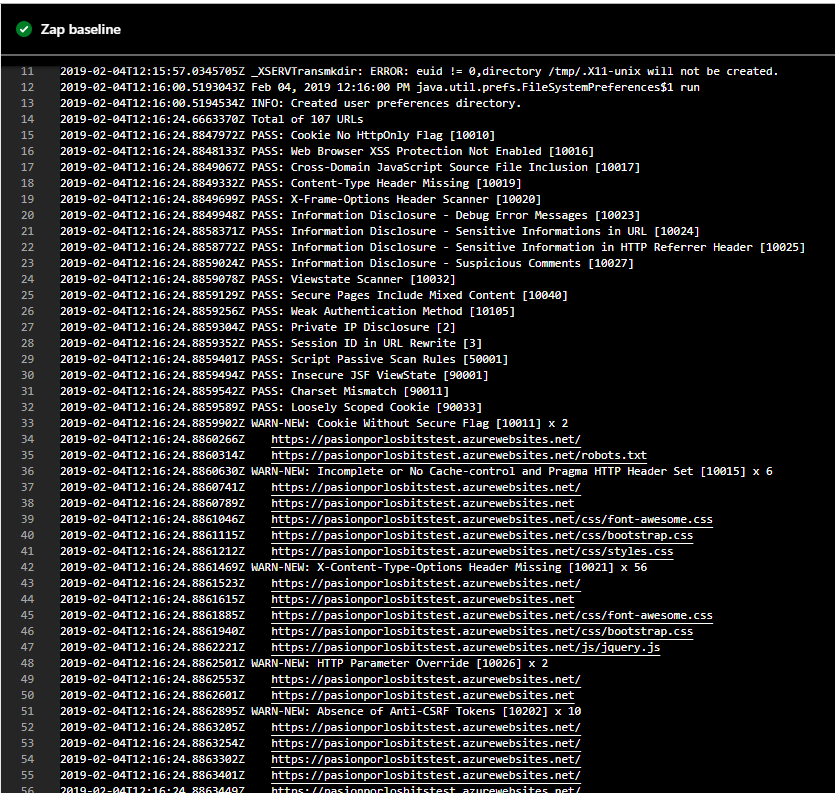 Zap baseline
11 2019-02-04T12:15:57.0345705Z _XSERVTransmkdir: ERROR: euid != 0,directory /tmp/.X11-unix will not be created.
12 2019-02-04T12:16:00.5193043Z Feb 04, 2019 12:16:00 PM java.util.prefs.FileSystemPreferences$1 run
13 2019-02-04T12:16:00.5194534Z INFO: Created user preferences directory.
14 2019-02-04T12:16:24.6663370Z Total of 107 URLs
15 2019-02-04T12:16:24.8847972Z PASS: Cookie No HttpOnly Flag [10010]
16 2019-02-04T12:16:24.8848133Z PASS: Web Browser XSS Protection Not Enabled [10016]
17 2019-02-04T12:16:24.8849067Z PASS: Cross-Domain JavaScript Source File Inclusion [10017]
18 2019-02-04T12:16:24.8849332Z PASS: Content-Type Header Missing [10019]
19 2019-02-04T12:16:24.8849699Z PASS: X-Frame-Options Header Scanner [10020]
20 2019-02-04T12:16:24.8849948Z PASS: Information Disclosure - Debug Error Messages [10023]
21 2019-02-04T12:16:24.8858371Z PASS: Information Disclosure - Sensitive Informations in URL [10024]
22 2019-02-04T12:16:24.8858772Z PASS: Information Disclosure - Sensitive Information in HTTP Referrer Header [10025]
23 2019-02-04T12:16:24.8859024Z PASS: Information Disclosure - Suspicious Comments [10027]
24 2019-02-04T12:16:24.8859078Z PASS: Viewstate Scanner [10032]
25 2019-02-04T12:16:24.8859129Z PASS: Secure Pages Include Mixed Content [10040]
26 2019-02-04T12:16:24.8859256Z PASS: Weak Authentication Method [10105]
27 2019-02-04T12:16:24.8859304Z PASS: Private IP Disclosure [2]
28 2019-02-04T12:16:24.8859352Z PASS: Session ID in URL Rewrite [3]
29 2019-02-04T12:16:24.8859401Z PASS: Script Passive Scan Rules [50001]
30 2019-02-04T12:16:24.8859494Z PASS: Insecure JSF ViewState [90001]
31 2019-02-04T12:16:24.8859542Z PASS: Charset Mismatch [90011]
32 2019-02-04T12:16:24.8859589Z PASS: Loosely Scoped Cookie [90033]
33 2019-02-04T12:16:24.8859902Z WARN-NEW: Cookie Without Secure Flag [10011] x 2
34 2019-02-04T12:16:24.8860266Z https://pasionporlosbitstest.azurewebsites.net/
35 2019-02-04T12:16:24.8860314Z https://pasionporlosbitstest.azurewebsites.net/robots.txt
36 2019-02-04T12:16:24.8860630Z WARN-NEW: Incomplete or No Cache-control and Pragma HTTP Header Set [10015] x 6
37 2019-02-04T12:16:24.8860741Z https://pasionporlosbitstest.azurewebsites.net/
38 2019-02-04T12:16:24.8860789Z https://pasionporlosbitstest.azurewebsites.net
39 2019-02-04T12:16:24.8861046Z https://pasionporlosbitstest.azurewebsites.net/css/font-awesome.css
40 2019-02-04T12:16:24.8861115Z https://pasionporlosbitstest.azurewebsites.net/css/bootstrap.css
41 2019-02-04T12:16:24.8861212Z https://pasionporlosbitstest.azurewebsites.net/css/styles.css
42 2019-02-04T12:16:24.8861469Z WARN-NEW: X-Content-Type-Options Header Missing [10021] x 56
43 2019-02-04T12:16:24.8861523Z https://pasionporlosbitstest.azurewebsites.net/
44 2019-02-04T12:16:24.8861615Z https://pasionporlosbitstest.azurewebsites.net
45 2019-02-04T12:16:24.8861885Z https://pasionporlosbitstest.azurewebsites.net/css/font-awesome.css
46 2019-02-04T12:16:24.8861940Z https://pasionporlosbitstest.azurewebsites.net/css/bootstrap.css
47 2019-02-04T12:16:24.8862221Z https://pasionporlosbitstest.azurewebsites.net/js/jquery.js
48 2019-02-04T12:16:24.8862501Z WARN-NEW: HTTP Parameter Override [10026] x 2
49 2019-02-04T12:16:24.8862553Z https://pasionporlosbitstest.azurewebsites.net/
50 2019-02-04T12:16:24.8862601Z https://pasionporlosbitstest.azurewebsites.net
51 2019-02-04T12:16:24.8862895Z WARN-NEW: Absence of Anti-CSRF Tokens [10202] x 10
52 2019-02-04T12:16:24.8863205Z https://pasionporlosbitstest.azurewebsites.net/
53 2019-02-04T12:16:24.8863254Z https://pasionporlosbitstest.azurewebsites.net/
54 2019-02-04T12:16:24.8863302Z https://pasionporlosbitstest.azurewebsites.net/
55 2019-02-04T12:16:24.8863401Z https://pasionporlosbitstest.azurewebsites.net/
56 2019-02-04T12:16:24.8863449Z https://pasionporlosbitstest.azurewebsites.net/